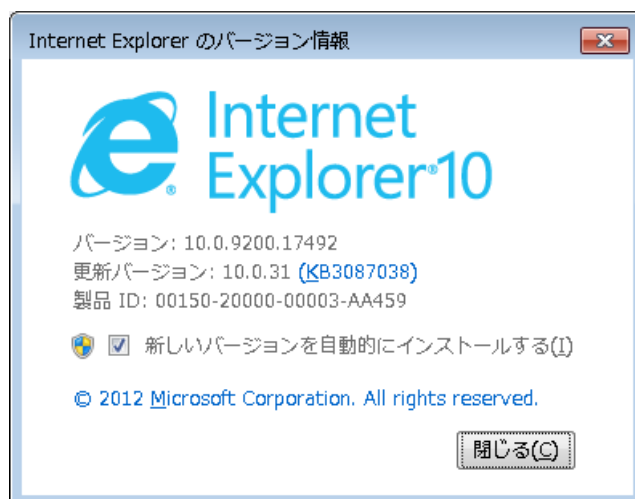 Internet Explorer のバージョン情報
Internet
Explorer®10
バージョン: 10.0.9200.17492
更新バージョン: 10.0.31 (KB3087038)
製品 ID: 00150-20000-00003-AA459
新しいバージョンを自動的にインストールする(I)
© 2012 Microsoft Corporation. All rights reserved.
閉じる(C)